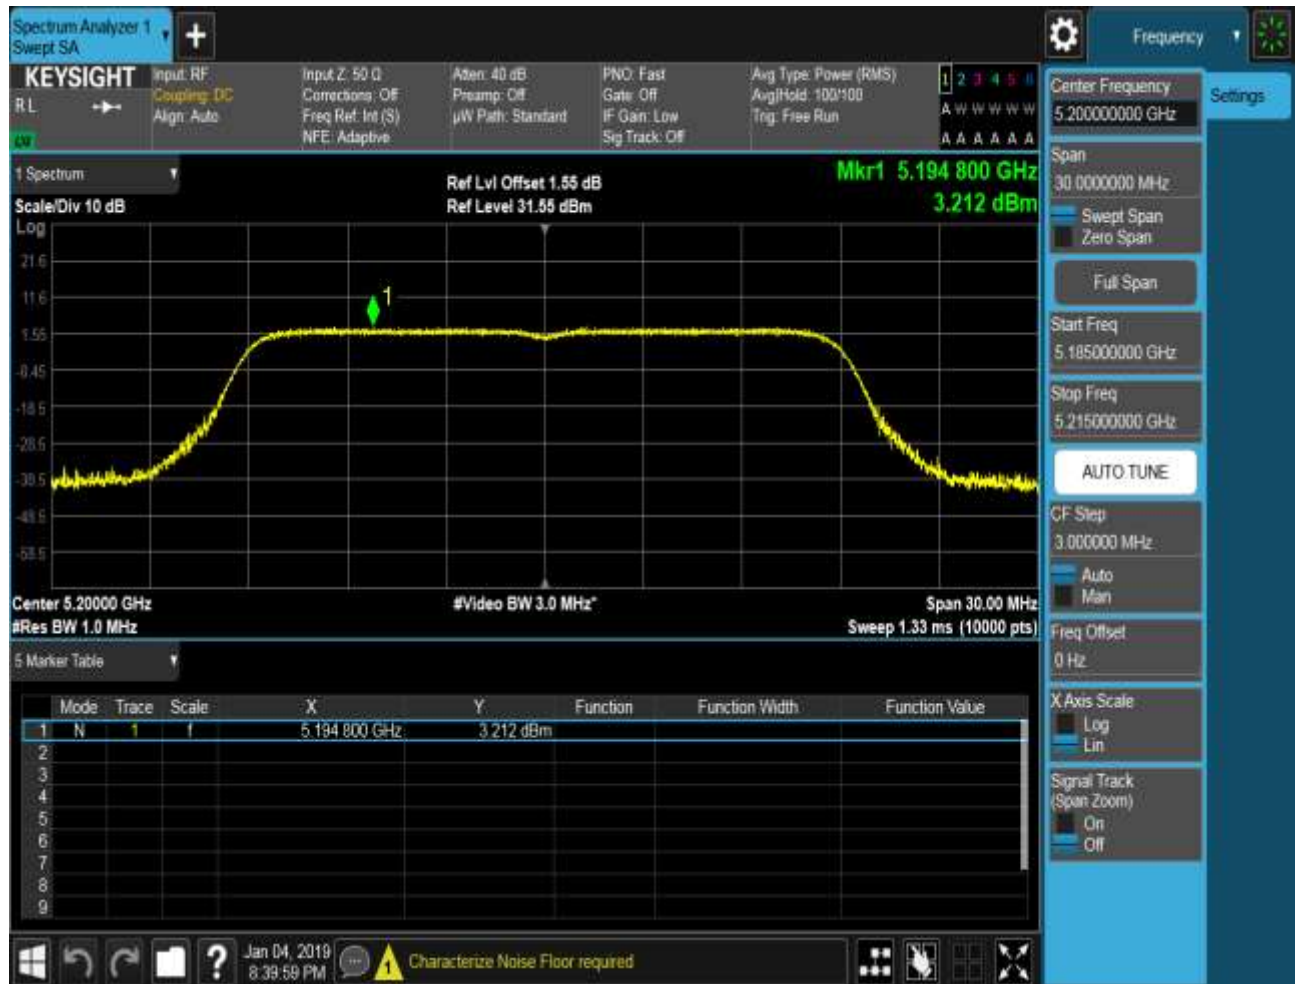 Spectrum Analyzer 1
Swept SA
+
Frequency
KEYSIGHT
R L
Input: RF
Coupling: DC
Align: Auto
Input Z: 50 Ω
Corrections: Off
Freq Ref: Int (S)
NFE: Adaptive
Atten: 40 dB
Preamp: Off
µW Path: Standard
PNO: Fast
Gate: Off
IF Gain: Low
Sig Track: Off
Avg Type: Power (RMS)
Avg|Hold: 100/100
Trig: Free Run
1 2 3 4 5 6
A W W W W W
A A A A A A
1 Spectrum
Scale/Div 10 dB
Ref Lvl Offset 1.55 dB
Ref Level 31.55 dBm
Mkr1 5.194 800 GHz
3.212 dBm
Log
21.6
11.6
1.55
-8.45
-18.5
-28.5
-38.5
-48.5
-58.5
1
Center 5.20000 GHz
#Video BW 3.0 MHz*
Span 30.00 MHz
#Res BW 1.0 MHz
Sweep 1.33 ms (10000 pts)
5 Marker Table
Mode Trace Scale X Y Function Function Width Function Value
1 N 1 f 5.194 800 GHz 3.212 dBm
2
3
4
5
6
7
8
9
Jan 04, 2019
8:39:59 PM
Characterize Noise Floor required
Center Frequency
5.200000000 GHz
Settings
Span
30.0000000 MHz
Swept Span
Zero Span
Full Span
Start Freq
5.185000000 GHz
Stop Freq
5.215000000 GHz
AUTO TUNE
CF Step
3.000000 MHz
Auto
Man
Freq Offset
0 Hz
X Axis Scale
Log
Lin
Signal Track
(Span Zoom)
On
Off